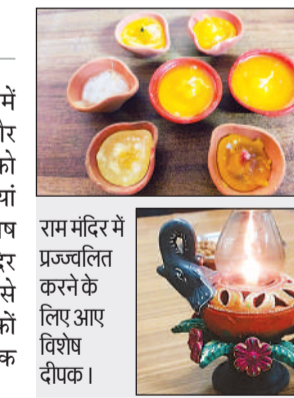 में
र
को
यां
ष
दिर
से
कों
क
राम मंदिर में
प्रज्ज्वलित
करने के
लिए आए
विशेष
दीपक।